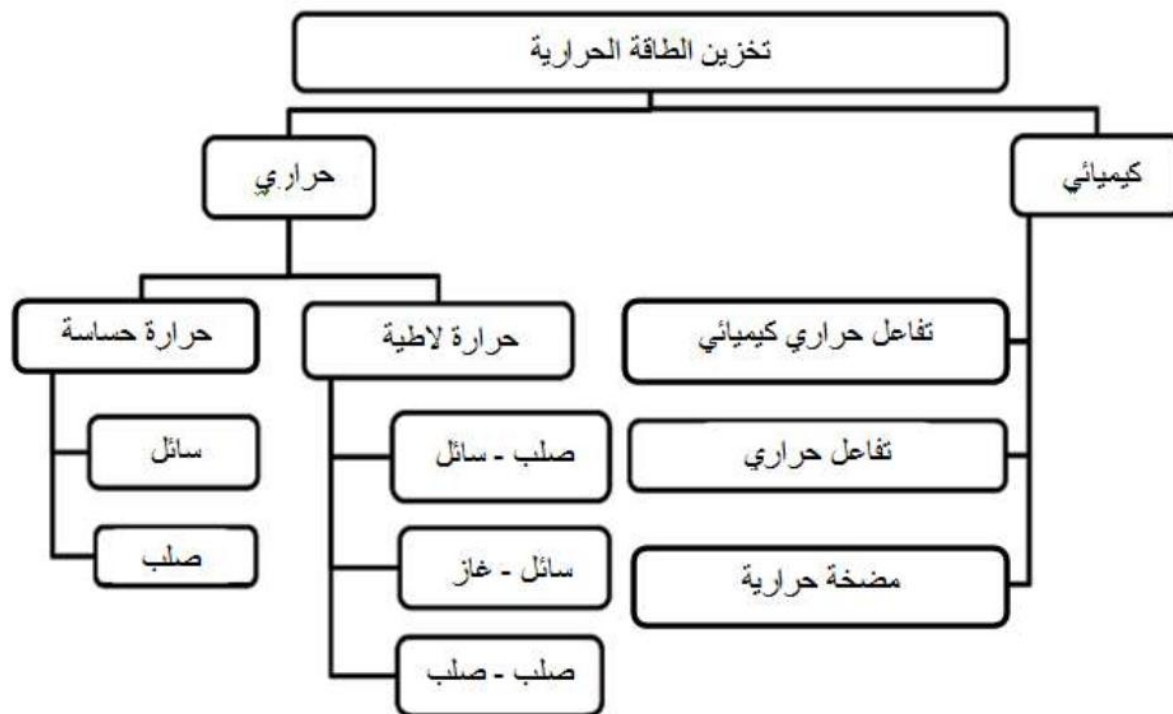 تخزين الطاقة الحرارية
كيميائي
حراري
تفاعل حراري كيميائي
تفاعل حراري
مضخة حرارية
حرارة لاطية
صلب - سائل
سائل - غاز
صلب - صلب
حرارة حساسة
سائل
صلب